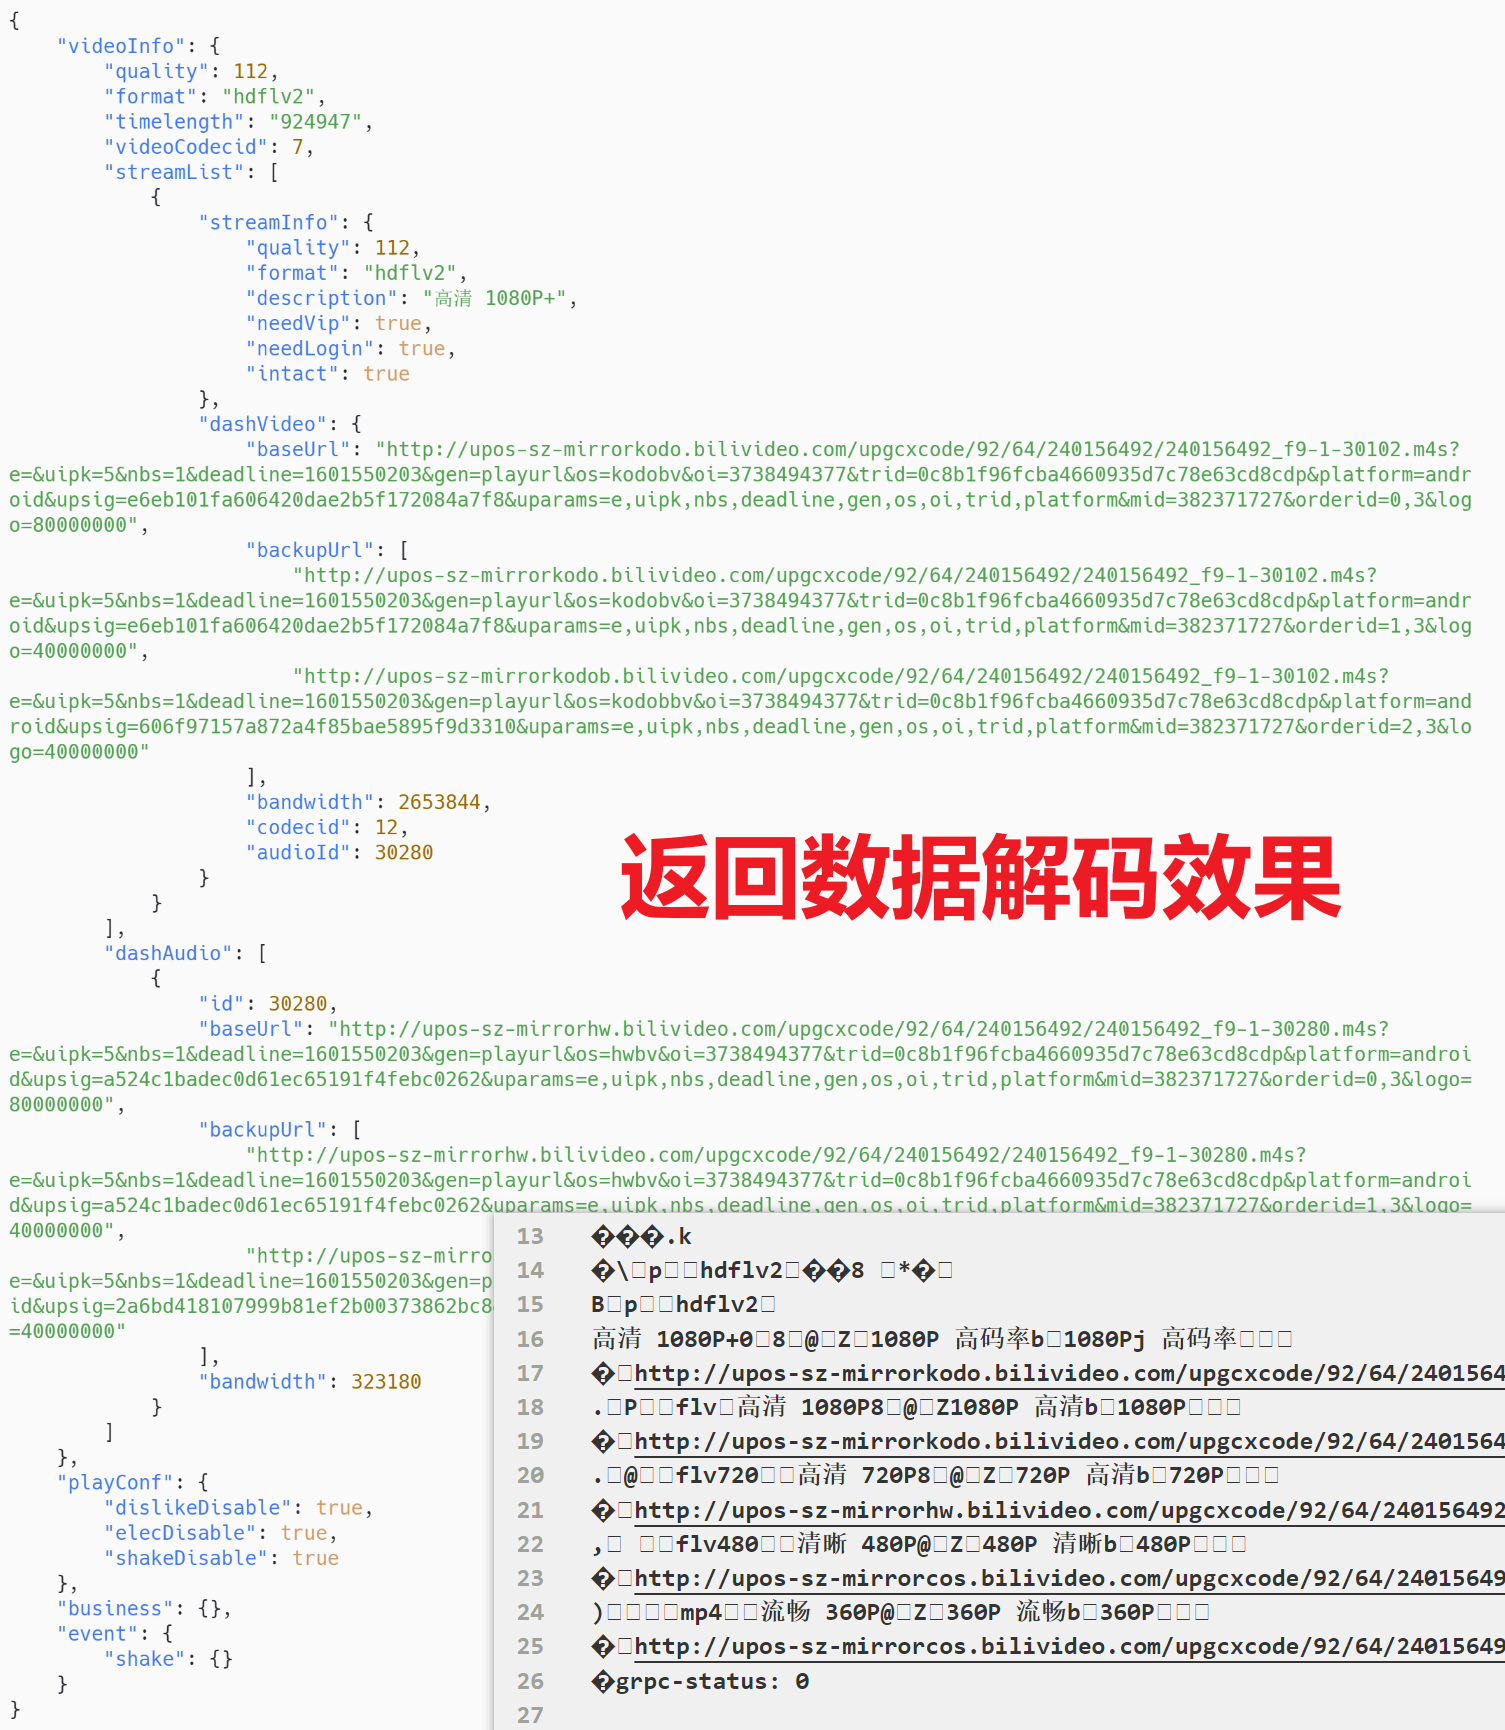 {
    "videoInfo": {
        "quality": 112,
        "format": "hdflv2",
        "timelength": "924947",
        "videoCodecid": 7,
        "streamList": [
            {
                "streamInfo": {
                    "quality": 112,
                    "format": "hdflv2",
                    "description": "高清 1080P+",
                    "needVip": true,
                    "needLogin": true,
                    "intact": true
                },
                "dashVideo": {
                    "baseUrl": "http://upos-sz-mirrorkodo.bilivideo.com/upgcxcode/92/64/240156492/240156492_f9-1-30102.m4s?
e=&uipk=5&nbs=1&deadline=1601550203&gen=playurl&os=kodobv&oi=3738494377&trid=0c8b1f96fcba4660935d7c78e63cd8cdp&platform=andr
oid&upsig=e6eb101fa606420dae2b5f172084a7f8&uparams=e,uipk,nbs,deadline,gen,os,oi,trid,platform&mid=382371727&orderid=0,3&log
o=80000000",
                    "backupUrl": [
                        "http://upos-sz-mirrorkodo.bilivideo.com/upgcxcode/92/64/240156492/240156492_f9-1-30102.m4s?
e=&uipk=5&nbs=1&deadline=1601550203&gen=playurl&os=kodobv&oi=3738494377&trid=0c8b1f96fcba4660935d7c78e63cd8cdp&platform=andr
oid&upsig=e6eb101fa606420dae2b5f172084a7f8&uparams=e,uipk,nbs,deadline,gen,os,oi,trid,platform&mid=382371727&orderid=1,3&log
o=40000000",
                        "http://upos-sz-mirrorkodob.bilivideo.com/upgcxcode/92/64/240156492/240156492_f9-1-30102.m4s?
e=&uipk=5&nbs=1&deadline=1601550203&gen=playurl&os=kodobbv&oi=3738494377&trid=0c8b1f96fcba4660935d7c78e63cd8cdp&platform=and
roid&upsig=606f97157a872a4f85bae5895f9d3310&uparams=e,uipk,nbs,deadline,gen,os,oi,trid,platform&mid=382371727&orderid=2,3&lo
go=40000000"
                    ],
                    "bandwidth": 2653844,
                    "codecid": 12,
                    "audioId": 30280
                }
            }
        ],
返回数据解码效果
        "dashAudio": [
            {
                "id": 30280,
                "baseUrl": "http://upos-sz-mirrorhw.bilivideo.com/upgcxcode/92/64/240156492/240156492_f9-1-30280.m4s?
e=&uipk=5&nbs=1&deadline=1601550203&gen=playurl&os=hwbv&oi=3738494377&trid=0c8b1f96fcba4660935d7c78e63cd8cdp&platform=androi
d&upsig=a524c1badec0d61ec65191f4febc0262&uparams=e,uipk,nbs,deadline,gen,os,oi,trid,platform&mid=382371727&orderid=0,3&logo=
80000000",
                "backupUrl": [
                    "http://upos-sz-mirrorhw.bilivideo.com/upgcxcode/92/64/240156492/240156492_f9-1-30280.m4s?
e=&uipk=5&nbs=1&deadline=1601550203&gen=playurl&os=hwbv&oi=3738494377&trid=0c8b1f96fcba4660935d7c78e63cd8cdp&platform=androi
d&upsig=a524c1badec0d61ec65191f4febc0262&uparams=e,uipk,nbs,deadline,gen,os,oi,trid,platform&mid=382371727&orderid=1,3&logo=
40000000",
                    "http://upos-sz-mirro
e=&uipk=5&nbs=1&deadline=1601550203&gen=p
id&upsig=2a6bd418107999b81ef2b00373862bc8
=40000000"
                ],
                "bandwidth": 323180
            }
        ]
    },
    "playConf": {
        "dislikeDisable": true,
        "elecDisable": true,
        "shakeDisable": true
    },
    "business": {},
    "event": {
        "shake": {}
    }
}
13 ���.k
14 �\□p□□hdflv2□��8 □*�□
15 B□p□□hdflv2□
16 高清 1080P+0□8□@□Z□1080P 高码率b□1080Pj 高码率□□□
17 �□http://upos-sz-mirrorkodo.bilivideo.com/upgcxcode/92/64/2401564
18 .□P□□flv□高清 1080P8□@□Z1080P 高清b□1080P□□□
19 �□http://upos-sz-mirrorkodo.bilivideo.com/upgcxcode/92/64/2401564
20 .□@□□flv720□□高清 720P8□@□Z□720P 高清b□720P□□□
21 �□http://upos-sz-mirrorhw.bilivideo.com/upgcxcode/92/64/240156492
22 ,□ □□flv480□□清晰 480P@□Z□480P 清晰b□480P□□□
23 �□http://upos-sz-mirrorcos.bilivideo.com/upgcxcode/92/64/24015649
24 )□□□□mp4□□流畅 360P@□Z□360P 流畅b□360P□□□
25 �□http://upos-sz-mirrorcos.bilivideo.com/upgcxcode/92/64/24015649
26 �grpc-status: 0
27